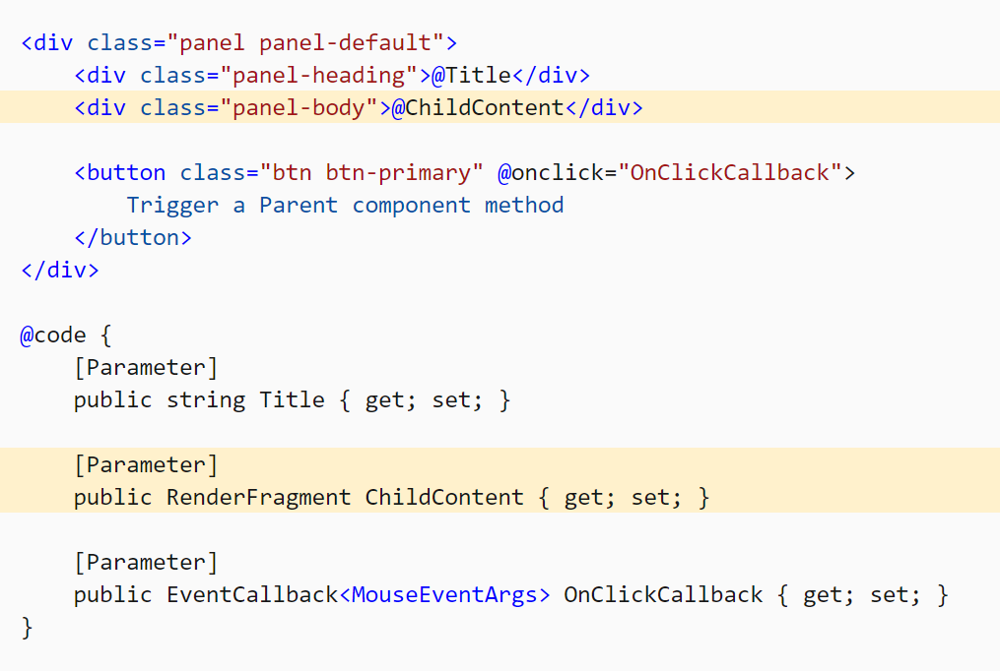 <div class="panel panel-default">
    <div class="panel-heading">@Title</div>
    <div class="panel-body">@ChildContent</div>

    <button class="btn btn-primary" @onclick="OnClickCallback">
        Trigger a Parent component method
    </button>
</div>

@code {
    [Parameter]
    public string Title { get; set; }

    [Parameter]
    public RenderFragment ChildContent { get; set; }

    [Parameter]
    public EventCallback<MouseEventArgs> OnClickCallback { get; set; }
}